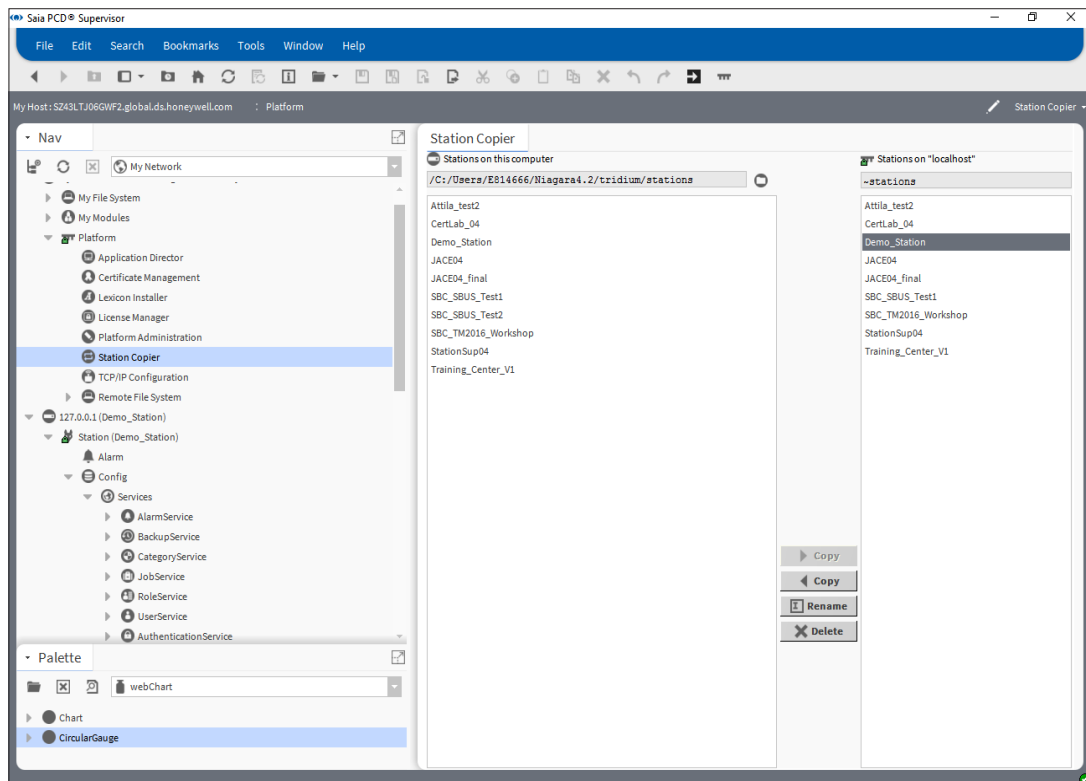 Saia PCD® Supervisor
File Edit Search Bookmarks Tools Window Help
My Host : SZ43LTJ06GWF2.global.ds.honeywell.com : Platform
Station Copier
Nav
My Network
My File System
My Modules
Platform
Application Director
Certificate Management
Lexicon Installer
License Manager
Platform Administration
Station Copier
TCP/IP Configuration
Remote File System
127.0.0.1 (Demo_Station)
Station (Demo_Station)
Alarm
Config
Services
AlarmService
BackupService
CategoryService
JobService
RoleService
UserService
AuthenticationService
Palette
webChart
Chart
CircularGauge
Station Copier
Stations on this computer
/C:/Users/E814666/Niagara4.2/tridium/stations
Attila_test2
CertLab_04
Demo_Station
JACE04
JACE04_final
SBC_SBUS_Test1
SBC_SBUS_Test2
SBC_TM2016_Workshop
StationSup04
Training_Center_V1
Copy
Copy
Rename
Delete
Stations on "localhost"
~stations
Attila_test2
CertLab_04
Demo_Station
JACE04
JACE04_final
SBC_SBUS_Test1
SBC_TM2016_Workshop
StationSup04
Training_Center_V1